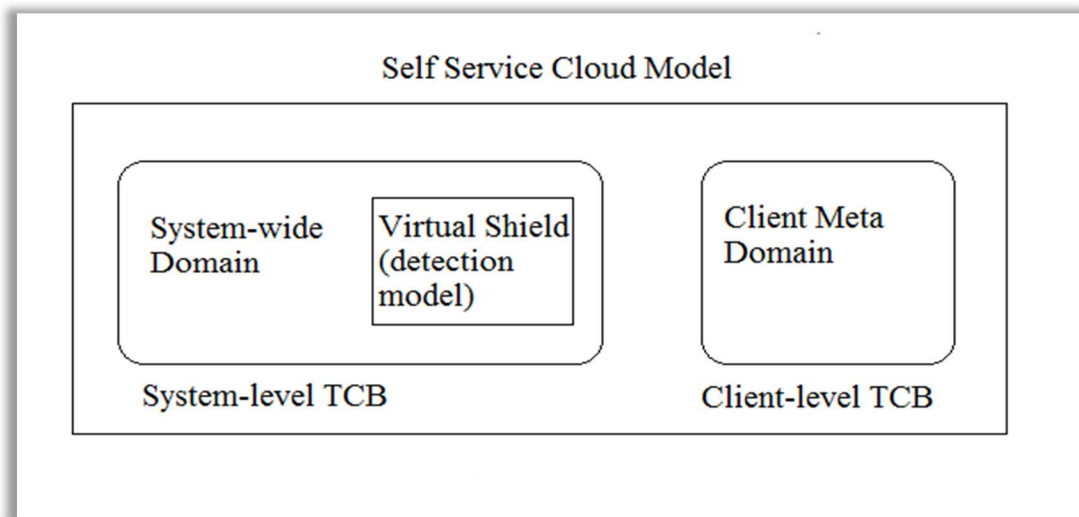 Self Service Cloud Model
System-wide
Domain
Virtual Shield
(detection
model)
Client Meta
Domain
System-level TCB
Client-level TCB